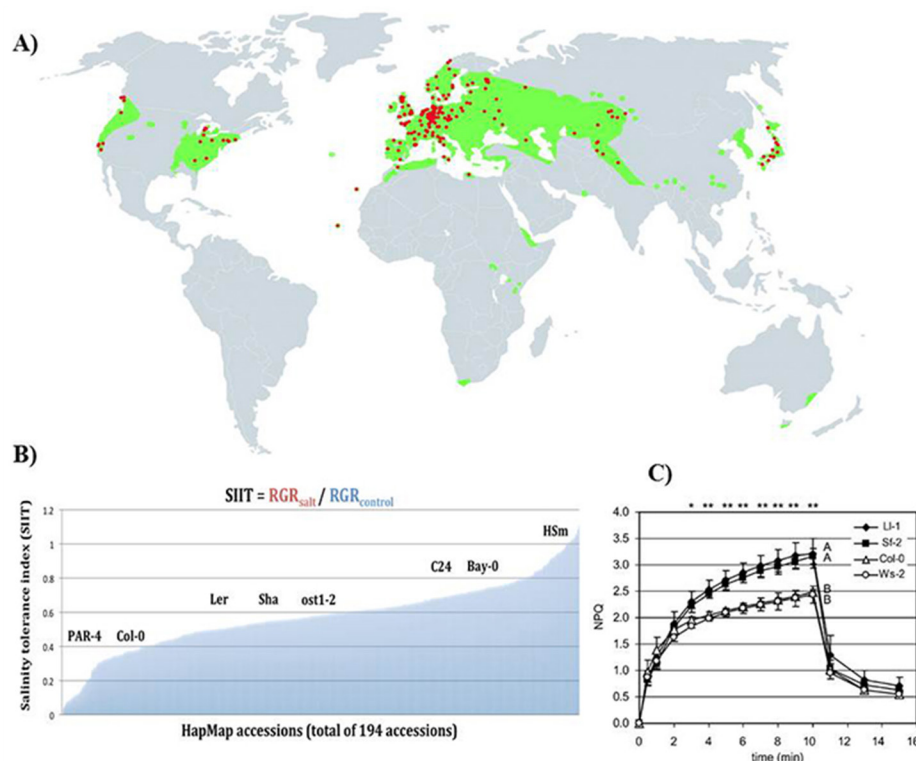 A)
B)
SIIT = RGRsalt / RGRcontrol
Salinity tolerance index (SIIT)
1.2
1
0.8
0.6
0.4
0.2
0
PAR-4
Col-0
Ler
Sha
ost1-2
C24
Bay-0
HSm
HapMap accessions (total of 194 accessions)
C)
* ** ** ** ** ** ** **
NPQ
4.0
3.5
3.0
2.5
2.0
1.5
1.0
0.5
0.0
Ll-1
Sf-2
Col-0
Ws-2
A
A
B
B
0 2 4 6 8 10 12 14 16
time (min)